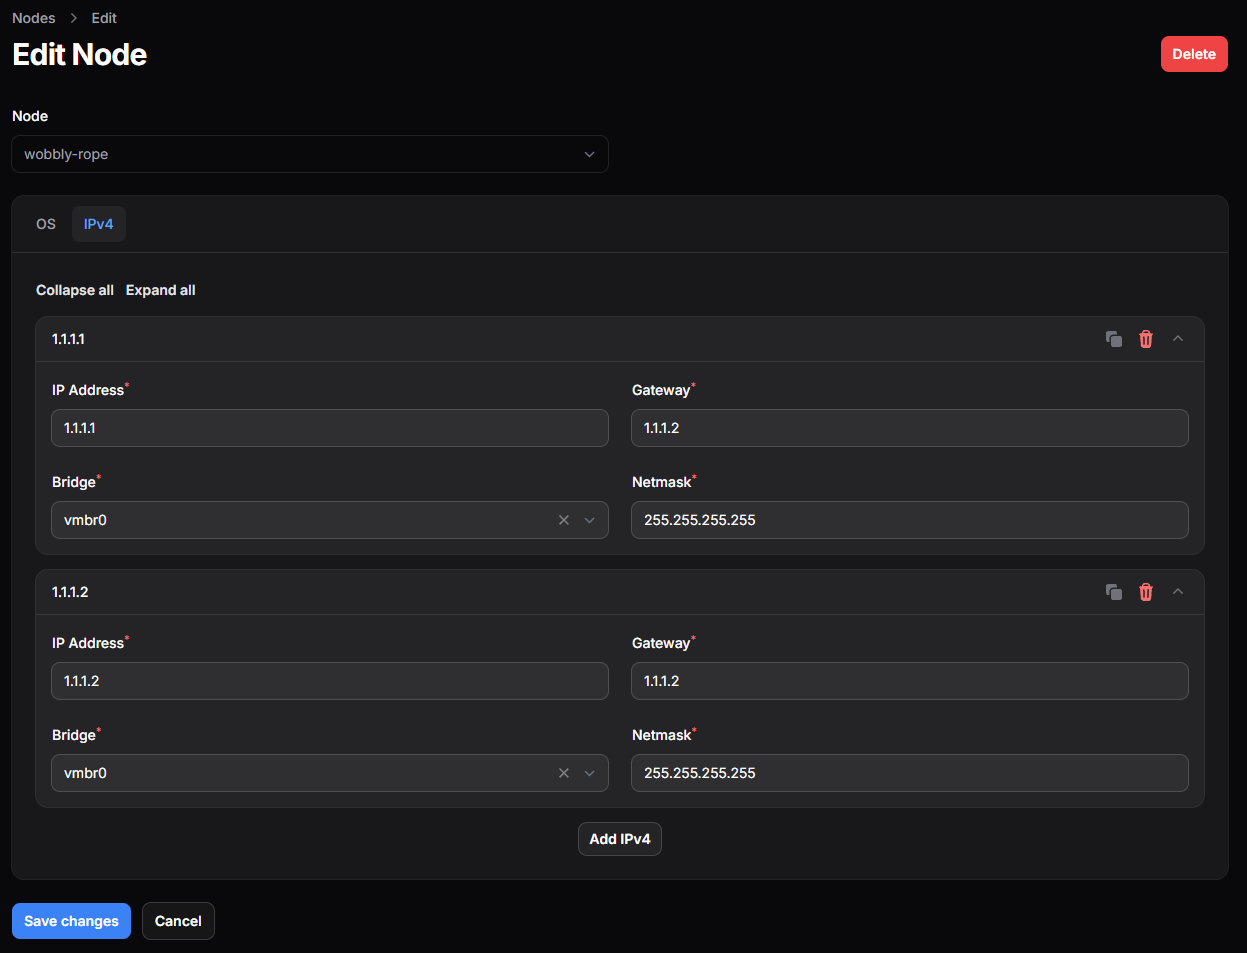 Nodes > Edit
Edit Node
Delete
Node
wobbly-rope
OS IPv4
Collapse all Expand all
1.1.1.1
IP Address* Gateway*
1.1.1.1 1.1.1.2
Bridge* Netmask*
vmbr0 255.255.255.255
1.1.1.2
IP Address* Gateway*
1.1.1.2 1.1.1.2
Bridge* Netmask*
vmbr0 255.255.255.255
Add IPv4
Save changes Cancel